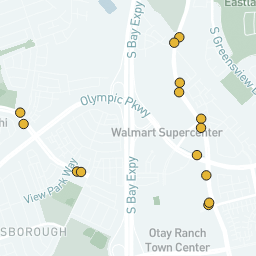 Eastla
S Bay Expy
S Greensview D
Olympic Pkwy
hi
Walmart Supercenter
View Park Way
S Bay Expy
SBOROUGH
Otay Ranch
Town Center